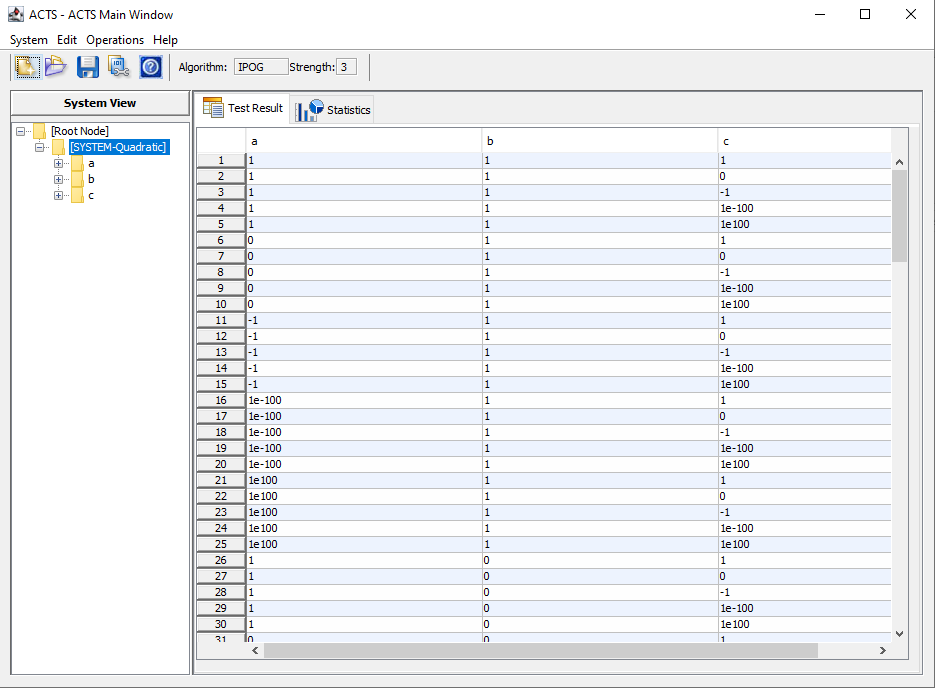 ACTS - ACTS Main Window
System Edit Operations Help
Algorithm: IPOG Strength: 3
System View
Test Result Statistics
[Root Node]
[SYSTEM-Quadratic]
a
b
c
a b c
1 1 1 1
2 1 1 0
3 1 1 -1
4 1 1 1e-100
5 1 1 1e100
6 0 1 1
7 0 1 0
8 0 1 -1
9 0 1 1e-100
10 0 1 1e100
11 -1 1 1
12 -1 1 0
13 -1 1 -1
14 -1 1 1e-100
15 -1 1 1e100
16 1e-100 1 1
17 1e-100 1 0
18 1e-100 1 -1
19 1e-100 1 1e-100
20 1e-100 1 1e100
21 1e100 1 1
22 1e100 1 0
23 1e100 1 -1
24 1e100 1 1e-100
25 1e100 1 1e100
26 1 0 1
27 1 0 0
28 1 0 -1
29 1 0 1e-100
30 1 0 1e100
31 0 0 1